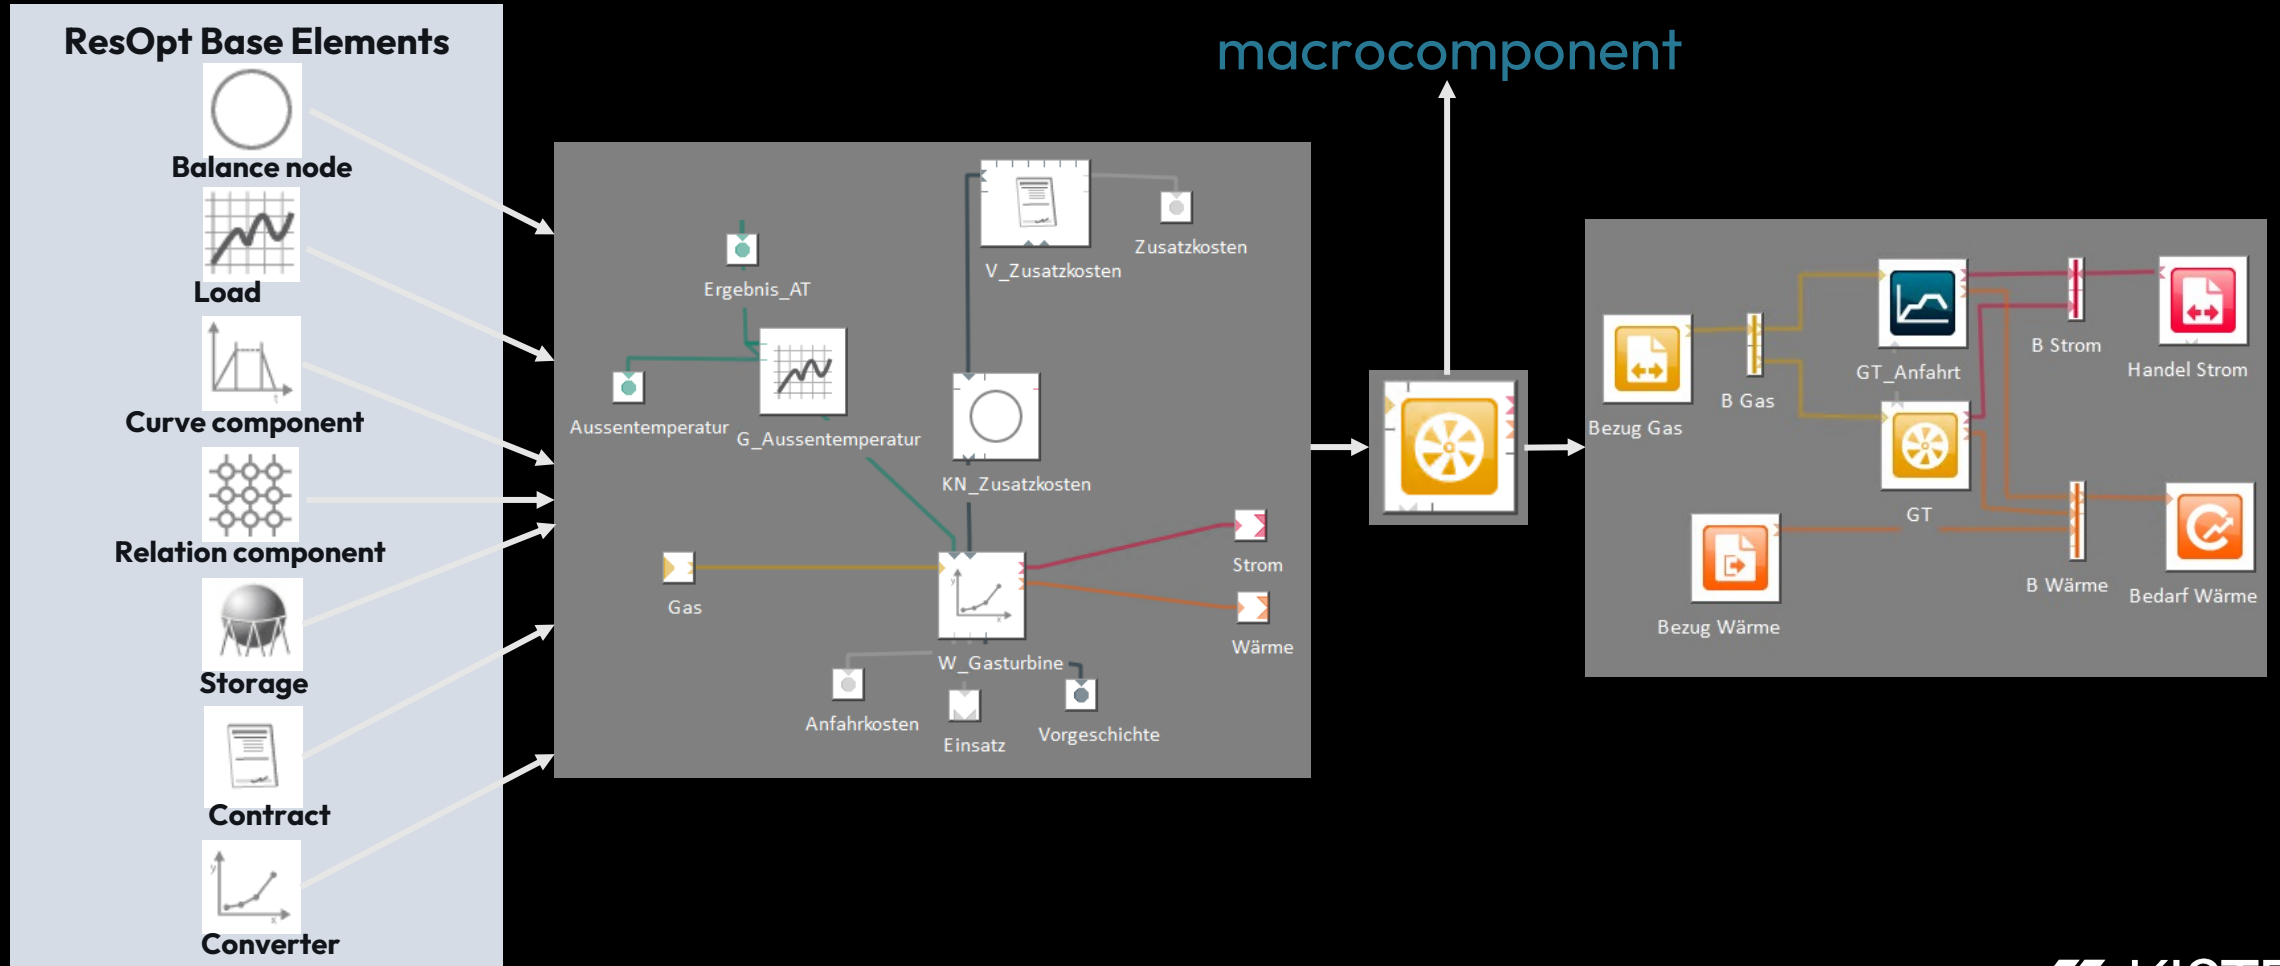 ResOpt Base Elements
Balance node
Load
Curve component
t
Relation component
Storage
Contract
y
x
Converter
macrocomponent
V_Zusatzkosten
Zusatzkosten
Ergebnis_AT
Aussentemperatur
G_Aussentemperatur
KN_Zusatzkosten
Gas
y
x
W_Gasturbine
Strom
Wärme
Anfahrkosten
Einsatz
Vorgeschichte
Bezug Gas
B Gas
GT_Anfahrt
GT
B Strom
Handel Strom
Bezug Wärme
B Wärme
Bedarf Wärme